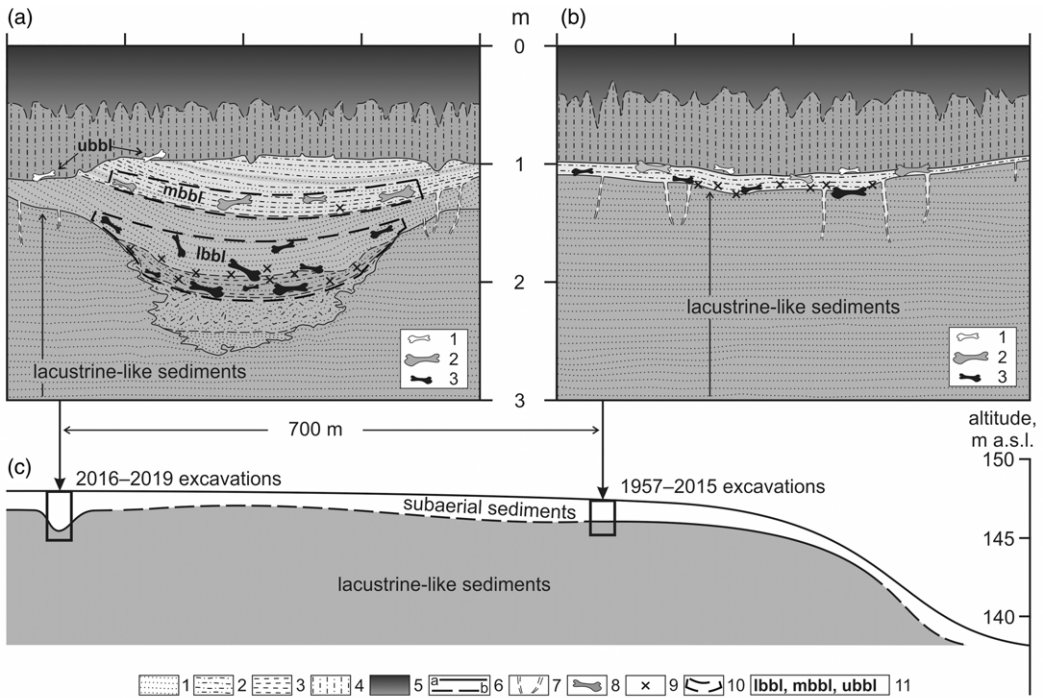 (a)
m
(b)
0
ubbl
1
mbbl
lbbl
2
lacustrine-like sediments
lacustrine-like sediments
1
2
3
1
2
3
3
700 m
altitude,
m a.s.l.
150
(c)
2016–2019 excavations
1957–2015 excavations
subaerial sediments
145
lacustrine-like sediments
140
1 2 3 4 5 a b 6 7 8 9 10 lbbl, mbbl, ubbl 11